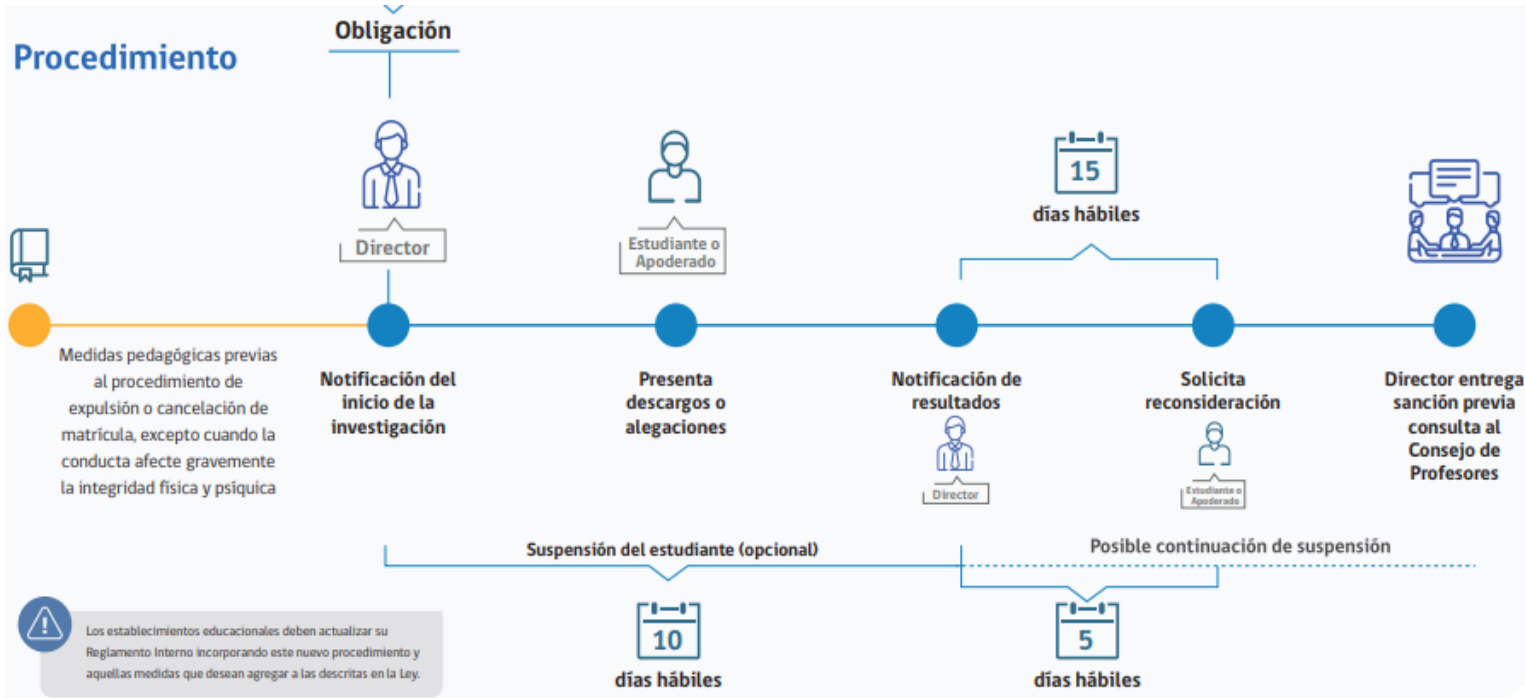 Procedimiento
Obligación
Director
Estudiante o
Apoderado
15
días hábiles
Medidas pedagógicas previas
al procedimiento de
expulsión o cancelación de
matrícula, excepto cuando la
conducta afecte gravemente
la integridad física y psíquica
Notificación del
inicio de la
investigación
Presenta
descargos o
alegaciones
Notificación de
resultados
Director
Solicita
reconsideración
Estudiante o
Apoderado
Director entrega
sanción previa
consulta al
Consejo de
Profesores
Suspensión del estudiante (opcional)
10
días hábiles
Posible continuación de suspensión
5
días hábiles
Los establecimientos educacionales deben actualizar su
Reglamento Interno incorporando este nuevo procedimiento y
aquellas medidas que desean agregar a las descritas en la Ley.